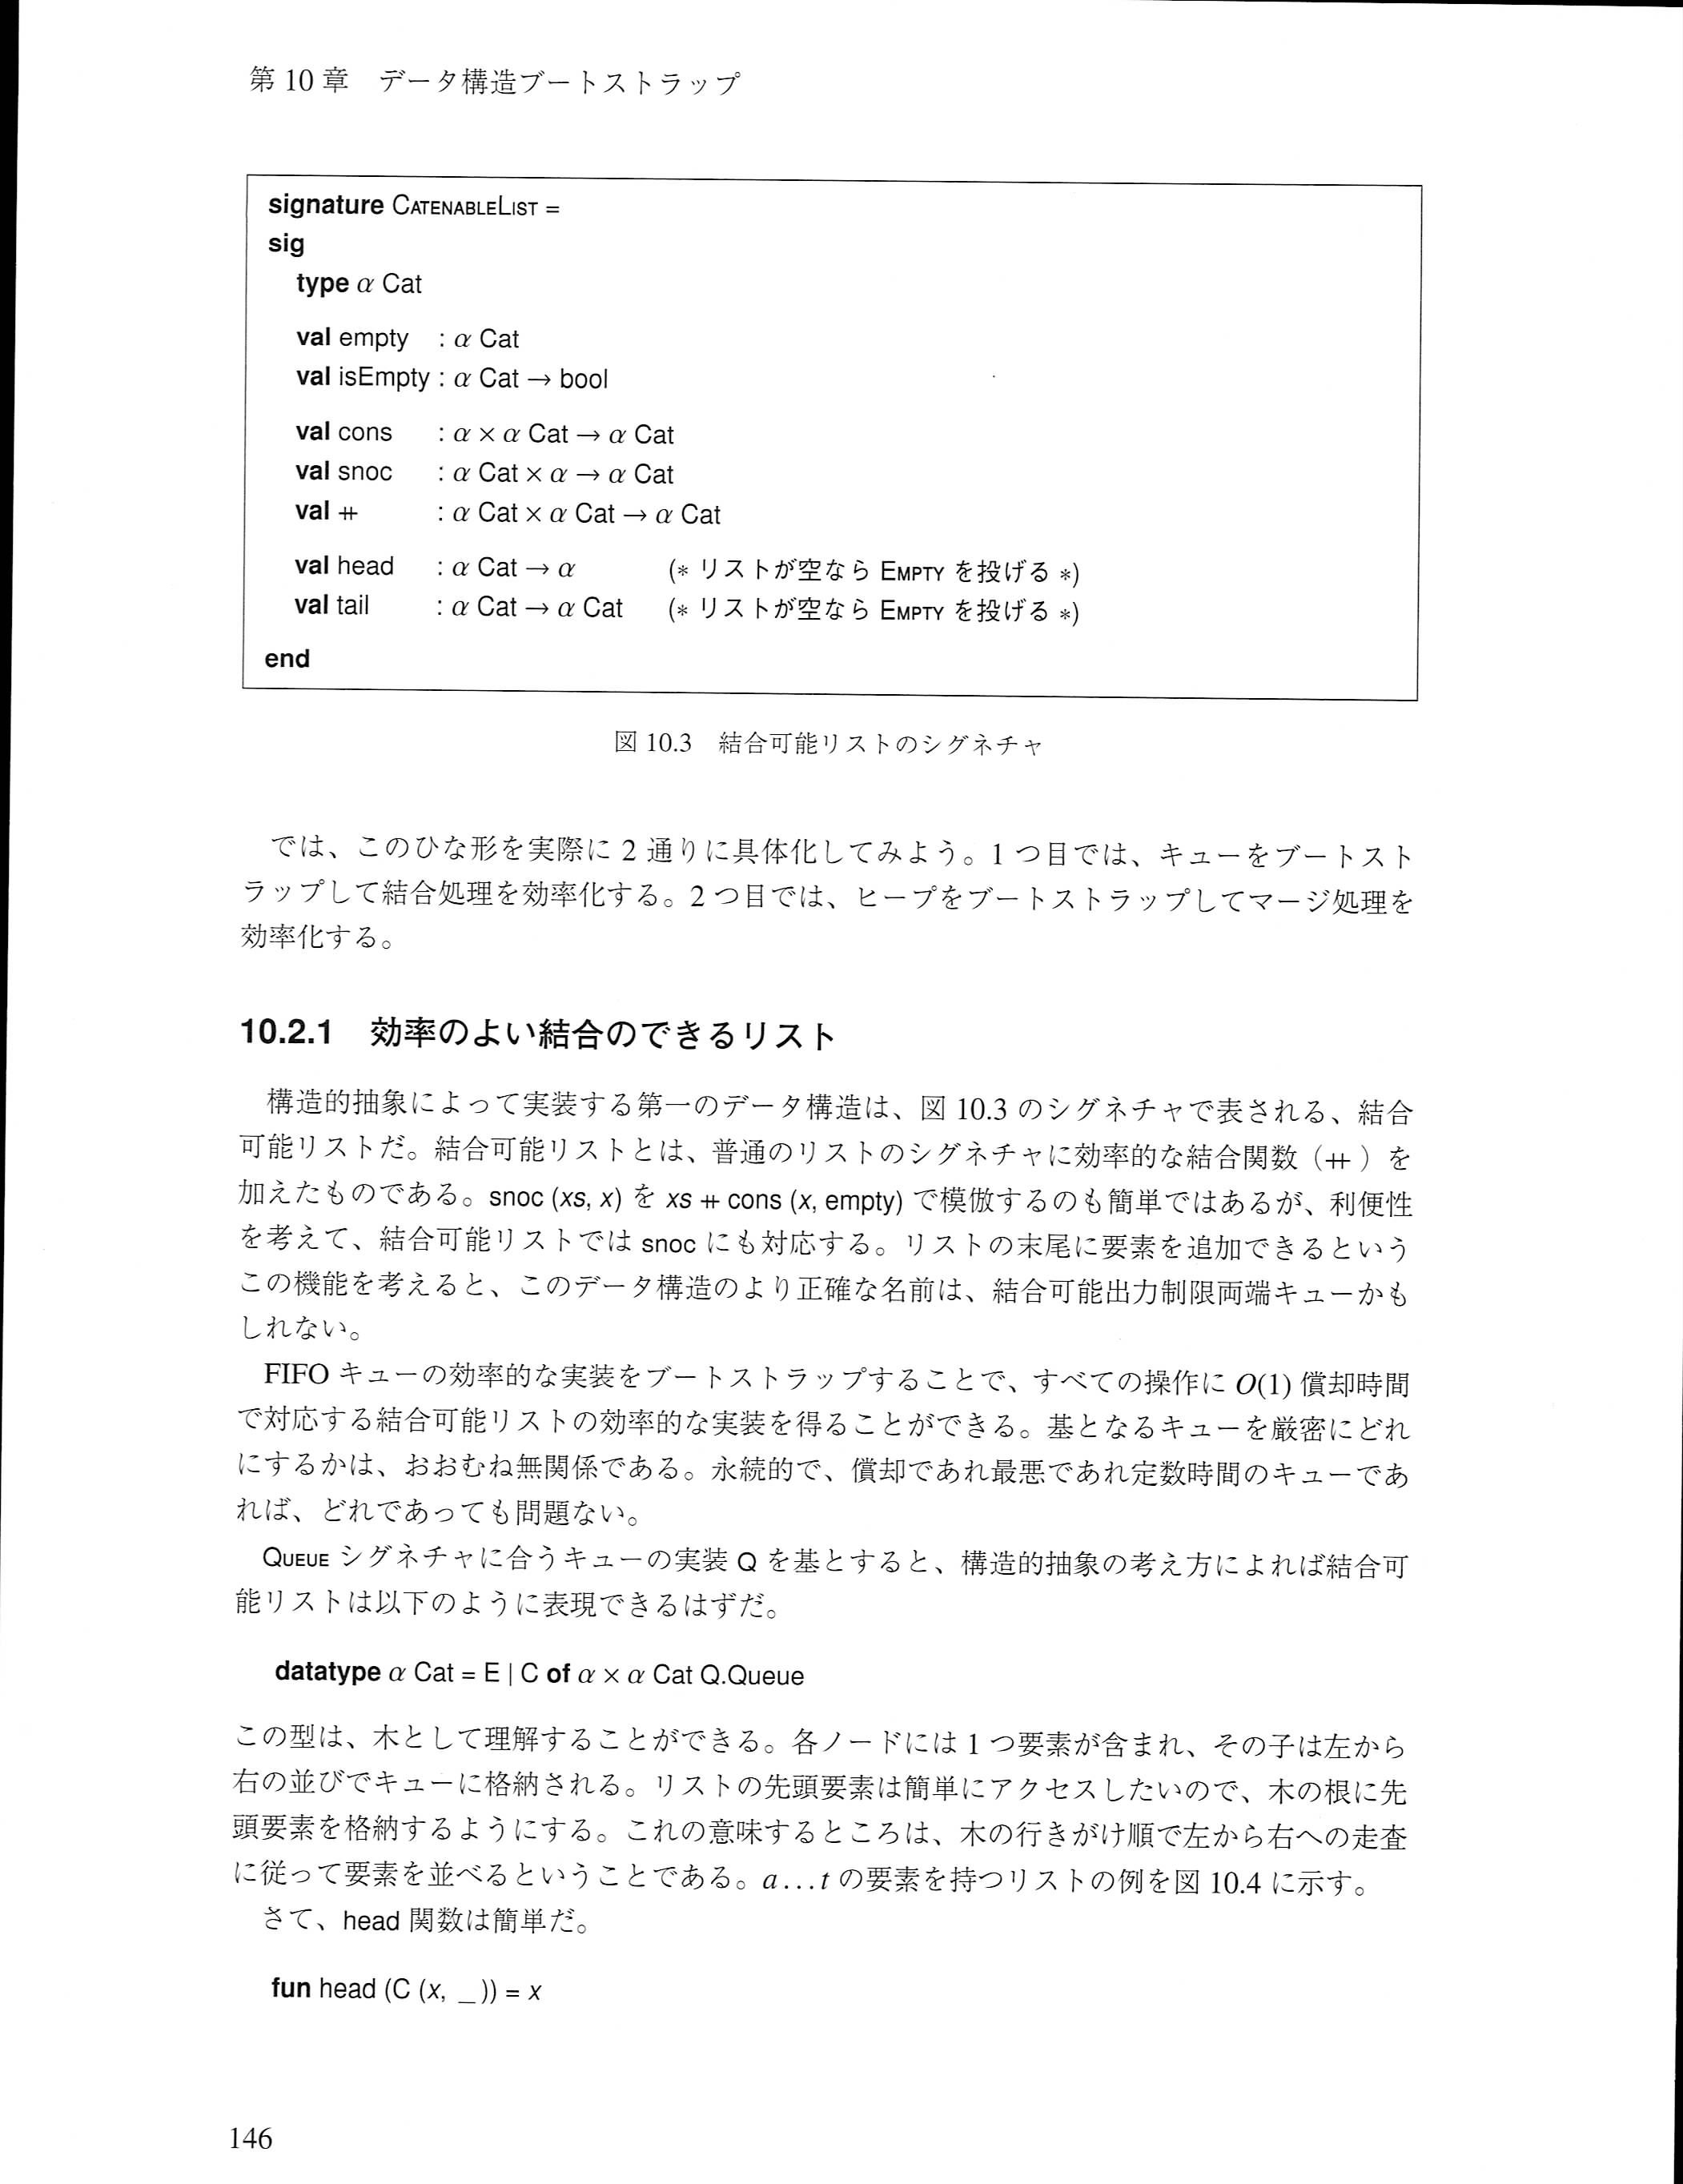 第 10 章　データ構造ブートストラップ
signature CATENABLELIST =
sig
type α Cat
val empty : α Cat
val isEmpty : α Cat → bool
val cons : α × α Cat → α Cat
val snoc : α Cat × α → α Cat
val ⧺ : α Cat × α Cat → α Cat
val head : α Cat → α (* リストが空なら EMPTY を投げる *)
val tail : α Cat → α Cat (* リストが空なら EMPTY を投げる *)
end
図 10.3　結合可能リストのシグネチャ
では、このひな形を実際に 2 通りに具体化してみよう。1 つ目では、キューをブートスト
ラップして結合処理を効率化する。2 つ目では、ヒープをブートストラップしてマージ処理を
効率化する。
10.2.1　効率のよい結合のできるリスト
構造的抽象によって実装する第一のデータ構造は、図 10.3 のシグネチャで表される、結合
可能リストだ。結合可能リストとは、普通のリストのシグネチャに効率的な結合関数（⧺）を
加えたものである。snoc (xs, x) を xs ⧺ cons (x, empty) で模倣するのも簡単ではあるが、利便性
を考えて、結合可能リストでは snoc にも対応する。リストの末尾に要素を追加できるという
この機能を考えると、このデータ構造のより正確な名前は、結合可能出力制限両端キューかも
しれない。
FIFO キューの効率的な実装をブートストラップすることで、すべての操作に O(1) 償却時間
で対応する結合可能リストの効率的な実装を得ることができる。基となるキューを厳密にどれ
にするかは、おおむね無関係である。永続的で、償却であれ最悪であれ定数時間のキューであ
れば、どれであっても問題ない。
QUEUE シグネチャに合うキューの実装 Q を基とすると、構造的抽象の考え方によれば結合可
能リストは以下のように表現できるはずだ。
datatype α Cat = E | C of α × α Cat Q.Queue
この型は、木として理解することができる。各ノードには 1 つ要素が含まれ、その子は左から
右の並びでキューに格納される。リストの先頭要素は簡単にアクセスしたいので、木の根に先
頭要素を格納するようにする。これの意味するところは、木の行きがけ順で左から右への走査
に従って要素を並べるということである。a…t の要素を持つリストの例を図 10.4 に示す。
さて、head 関数は簡単だ。
fun head (C (x, _)) = x
146